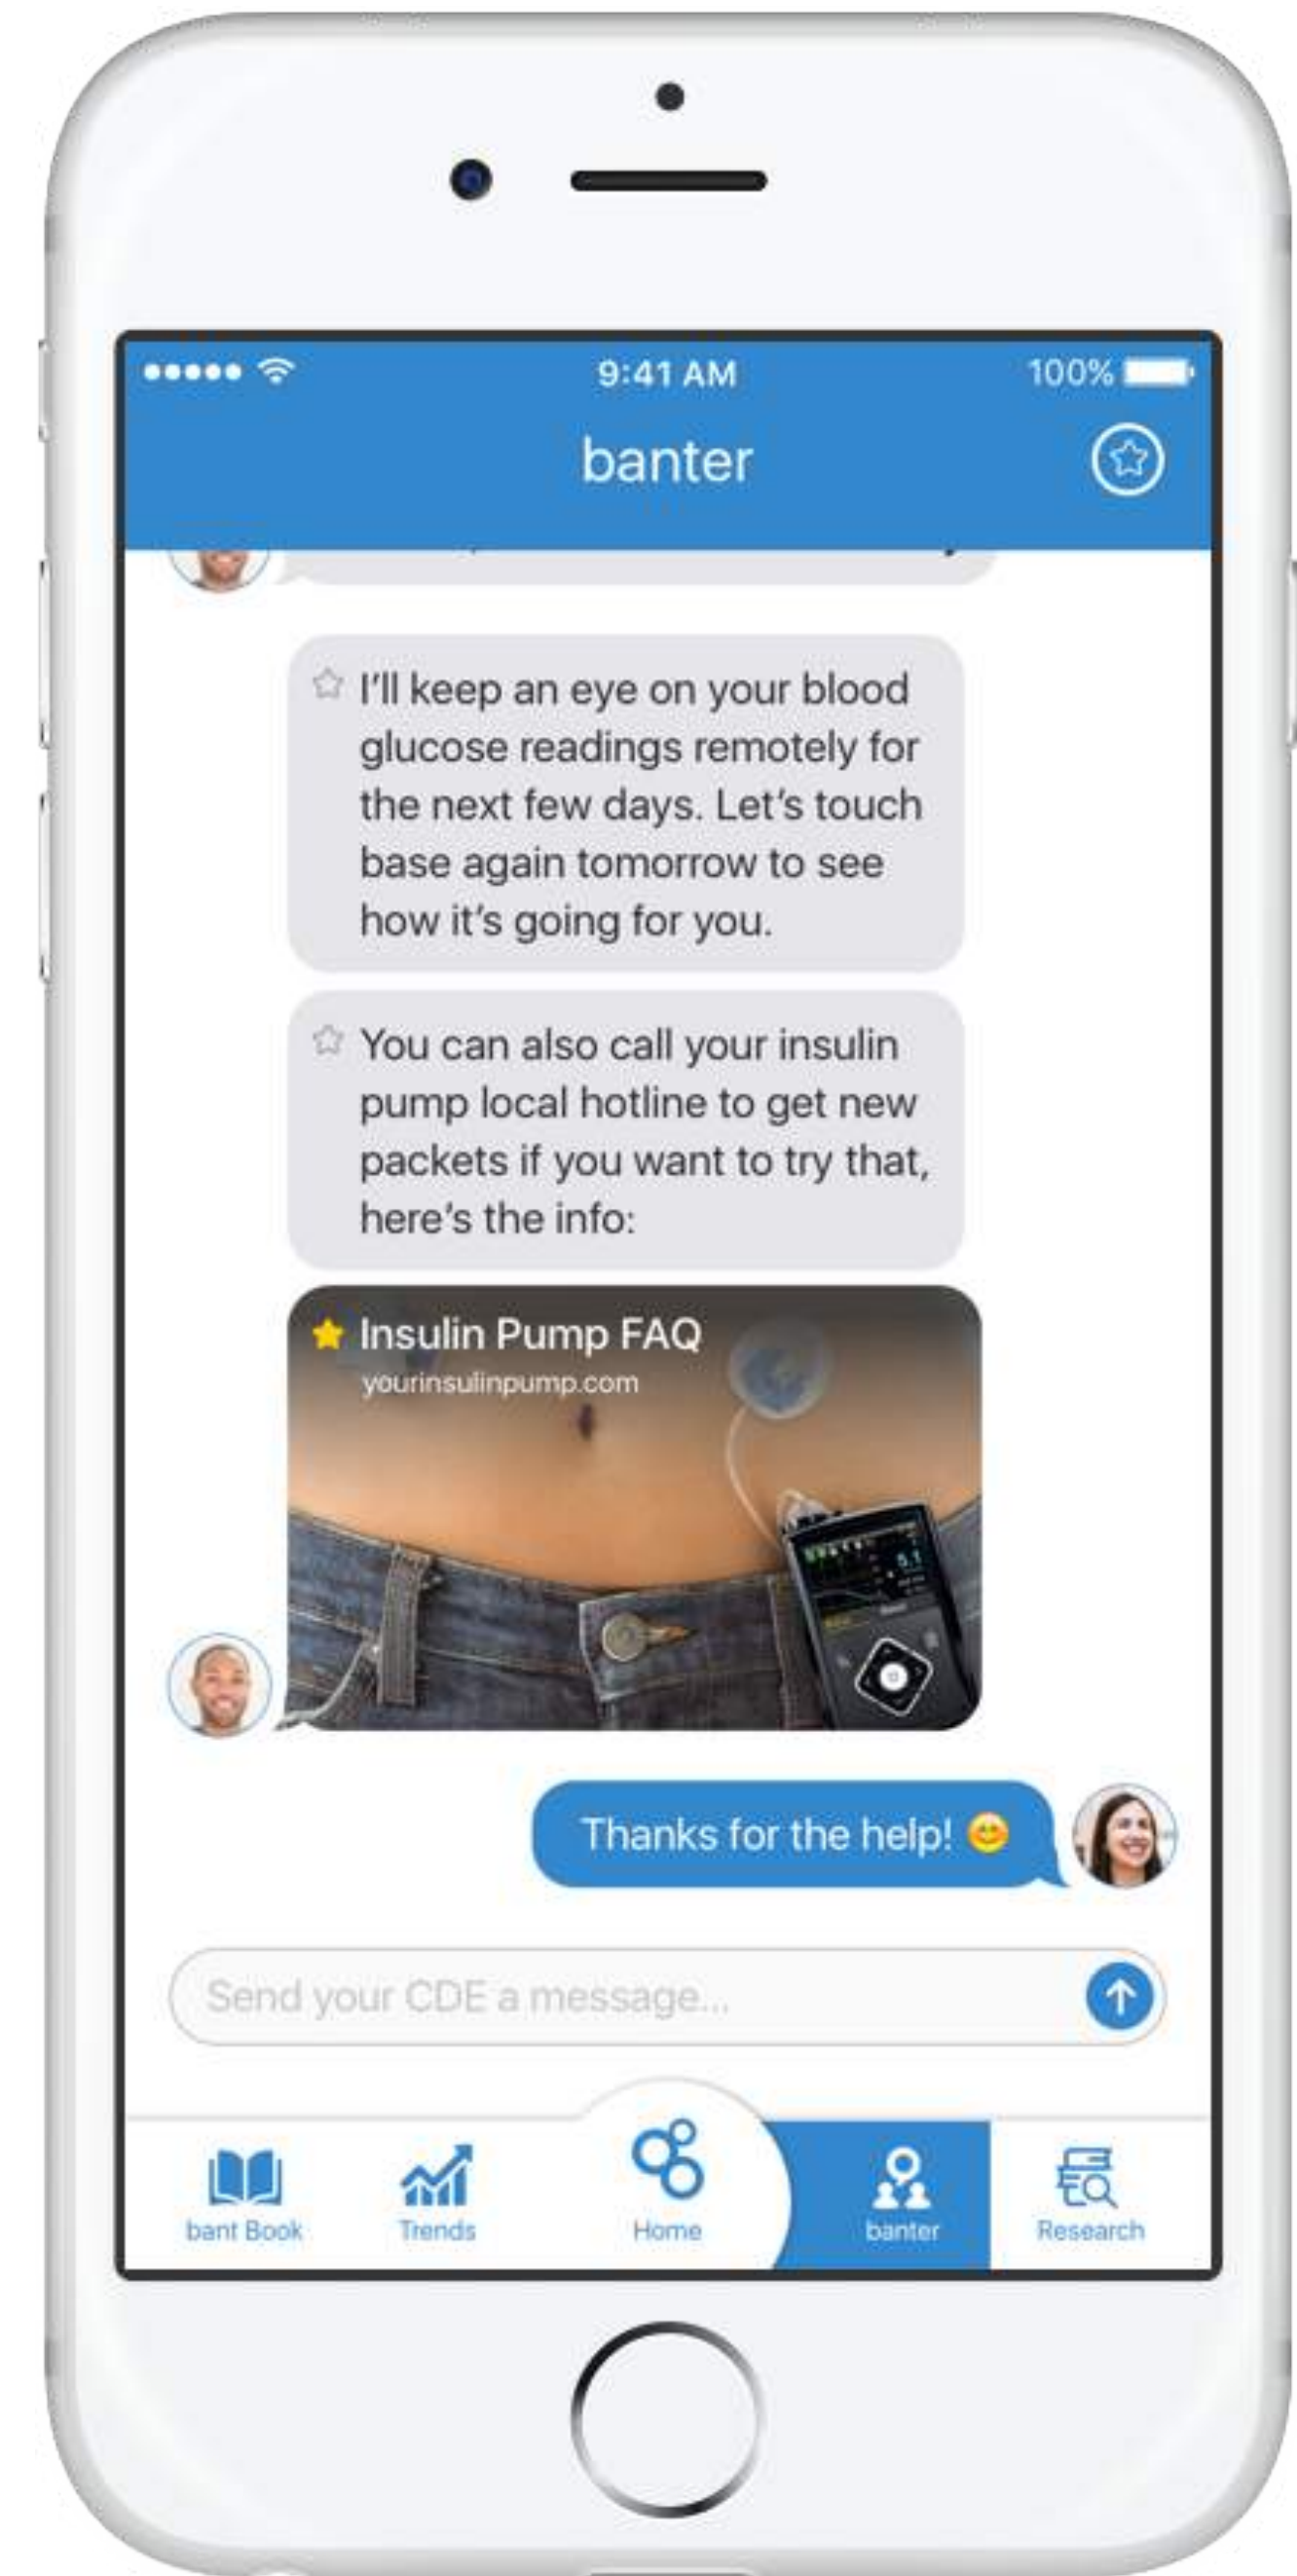 9:41 AM
100%
banter
I'll keep an eye on your blood
glucose readings remotely for
the next few days. Let's touch
base again tomorrow to see
how it's going for you.
You can also call your insulin
pump local hotline to get new
packets if you want to try that,
here's the info:
Insulin Pump FAQ
yourinsulinpump.com
5.1
Thanks for the help! 😊
Send your CDE a message...
bant Book
Trends
Home
banter
Research